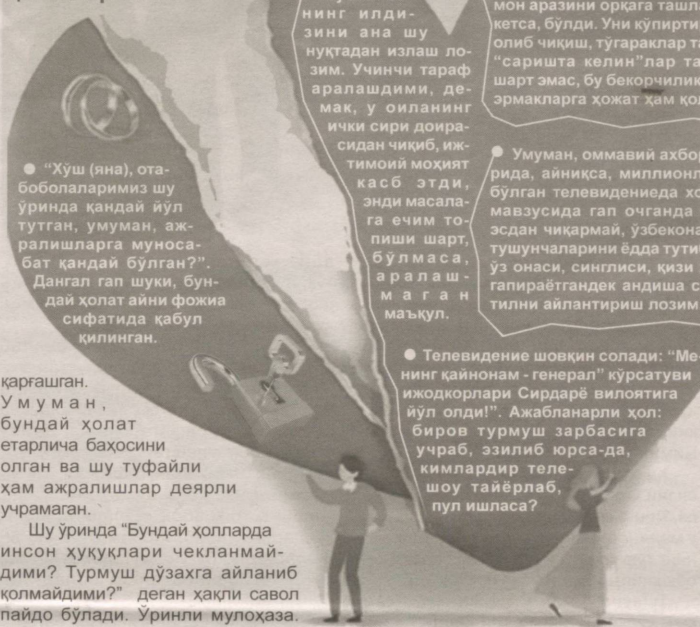 ● “Хўш (яна), ота-
боболаларимиз шу
ўринда қандай йўл
тутган, умуман, аж-
ралишларга муноса-
бат қандай бўлган?”.
Дангал гап шуки, бун-
дай ҳолат айни фожиа
сифатида қабул
қилинган.
қарғашган.
Умуман,
бундай ҳолат
етарлича баҳосини
олган ва шу туфайли
ҳам ажралишлар деярли
учрамаган.
Шу ўринда “Бундай ҳолларда
инсон ҳуқуқлари чекланмай-
дими? Турмуш дўзахга айланиб
қолмайдими?” деган ҳақли савол
пайдо бўлади. Ўринли мулоҳаза.
нинг илди-
зини ана шу
нуқтадан излаш ло-
зим. Учинчи тараф
аралашдими, де-
мак, у оиланинг
ички сири доира-
сидан чиқиб, иж-
тимоий моҳият
касб этди,
энди масала-
га ечим то-
пиши шарт,
бўлмаса,
аралаш-
маган
маъқул.
мон аразини орқага ташл
кетса, бўлди. Уни кўпирти
олиб чиқиш, тўгараклар т
“саришта келин”лар та
шарт эмас, бу бекорчилик
эрмакларга ҳожат ҳам қо
● Умуман, оммавий ахбо
рида, айниқса, миллионл
бўлган телевидениеда хо
мавзусида гап очганда
эсдан чиқармай, ўзбекона
тушунчаларини ёдда тути
ўз онаси, синглиси, қизи
гапираётгандек андиша с
тилни айлантириш лозим
● Телевидение шовқин солади: “Ме-
нинг қайнонам - генерал” кўрсатуви
ижодкорлари Сирдарё вилоятига
йўл олди!”. Ажабланарли ҳол:
биров турмуш зарбасига
учраб, эзилиб юрса-да,
кимлардир теле-
шоу тайёрлаб,
пул ишласа?